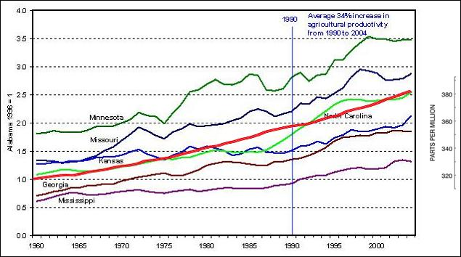 1990
Average 34% increase in
agricultural productivity
from 1990 to 2004
4.0
3.5
3.0
2.5
2.0
1.5
1.0
0.5
0.0
Alabama 1996 = 1
Minnesota
Missouri
Kansas
North Carolina
Georgia
Mississippi
1960 1965 1970 1975 1980 1985 1990 1995 2000
380
360
340
320
PARTS PER MILLION